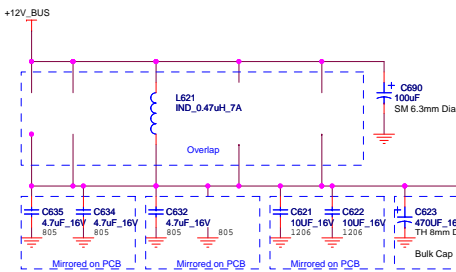 +12V_BUS
L621
IND_0.47uH_7A
C690
100uF
SM 6.3mm Dia
+
Overlap
C635
4.7uF_16V
805
C634
4.7uF_16V
805
C632
4.7uF_16V
805
805
C621
10UF_16V
1206
C622
10UF_16V
1206
+
C623
470UF_16
TH 8mm D
Bulk Cap
Mirrored on PCB
Mirrored on PCB
Mirrored on PCB